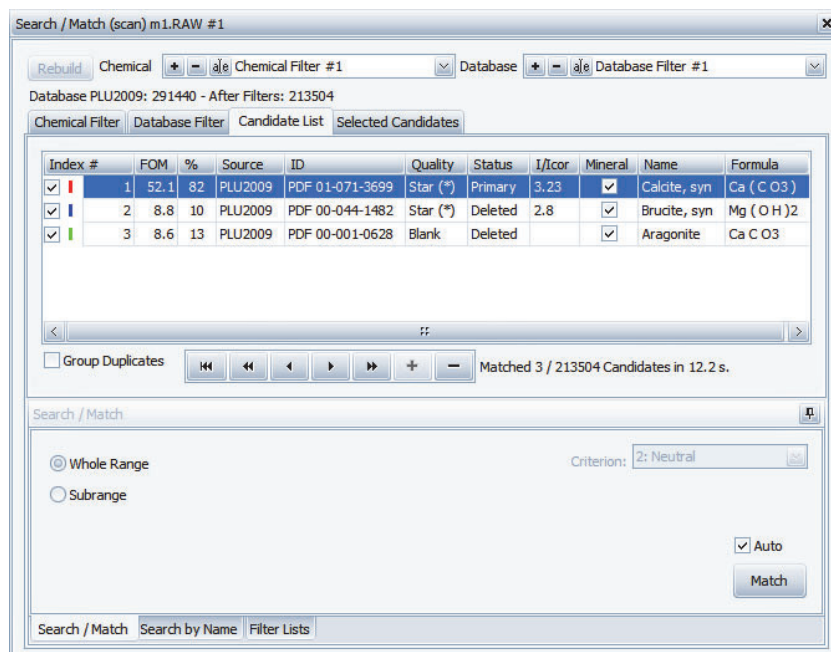 Search / Match (scan) m1.RAW #1
Rebuild Chemical + − a|e Chemical Filter #1 Database + − a|e Database Filter #1
Database PLU2009: 291440 - After Filters: 213504
Chemical Filter Database Filter Candidate List Selected Candidates
Index # FOM % Source ID Quality Status I/Icor Mineral Name Formula
1 52.1 82 PLU2009 PDF 01-071-3699 Star (*) Primary 3.23 Calcite, syn Ca ( C O3 )
2 8.8 10 PLU2009 PDF 00-044-1482 Star (*) Deleted 2.8 Brucite, syn Mg ( O H )2
3 8.6 13 PLU2009 PDF 00-001-0628 Blank Deleted Aragonite Ca C O3
Group Duplicates + − Matched 3 / 213504 Candidates in 12.2 s.
Search / Match
Whole Range Criterion: 2: Neutral
Subrange
Auto
Match
Search / Match Search by Name Filter Lists